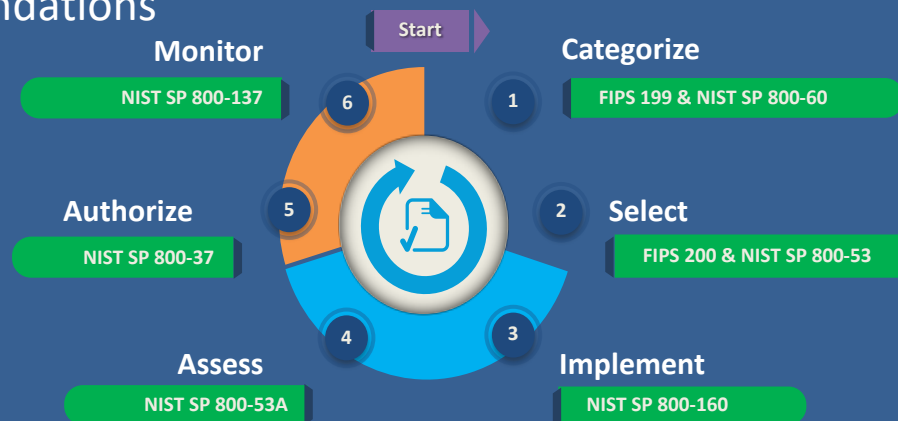 Start
Monitor
NIST SP 800-137
6
1
Categorize
FIPS 199 & NIST SP 800-60
Authorize
NIST SP 800-37
5
2
Select
FIPS 200 & NIST SP 800-53
Assess
NIST SP 800-53A
4
3
Implement
NIST SP 800-160